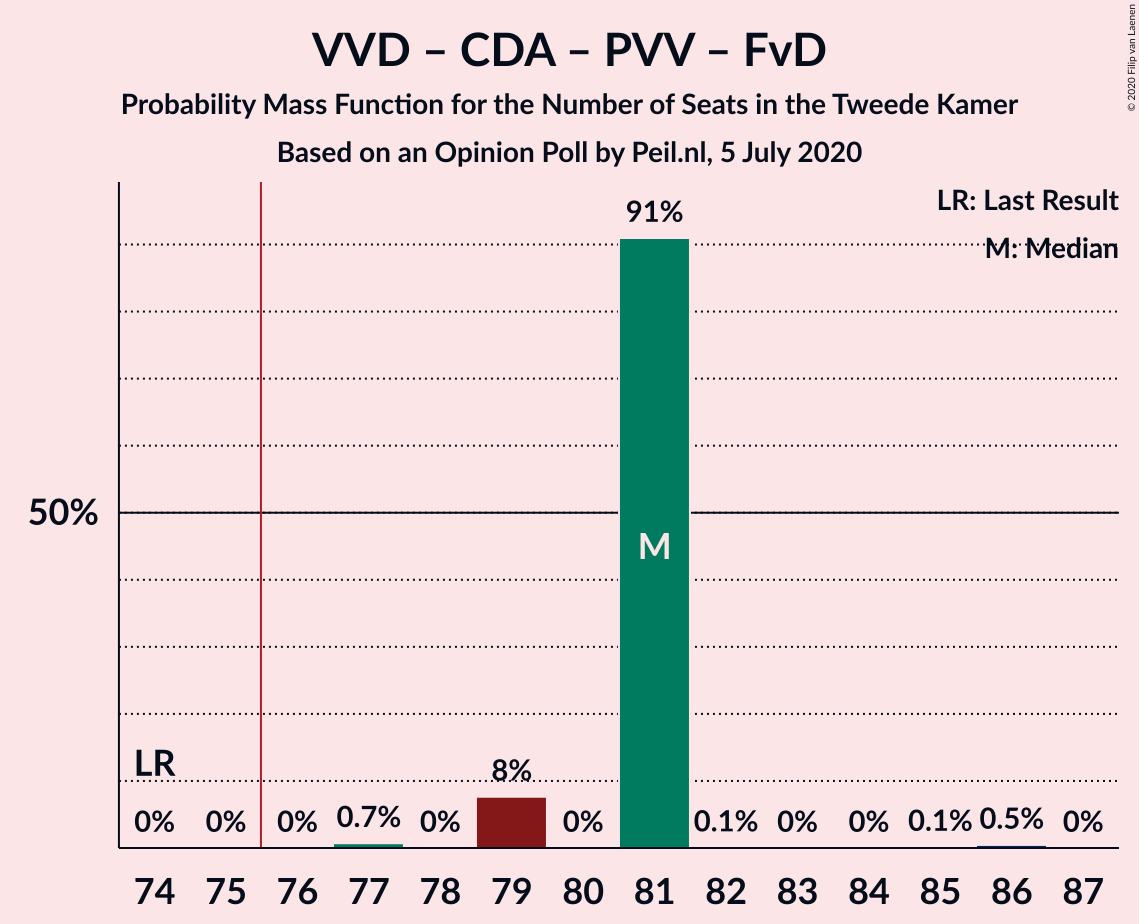 VVD – CDA – PVV – FvD
Probability Mass Function for the Number of Seats in the Tweede Kamer
Based on an Opinion Poll by Peil.nl, 5 July 2020
© 2020 Filip van Laenen
LR: Last Result
M: Median
91%
50%
M
LR
8%
0% 0% 0% 0.7% 0% 0% 0.1% 0% 0% 0.1% 0.5% 0%
74 75 76 77 78 79 80 81 82 83 84 85 86 87